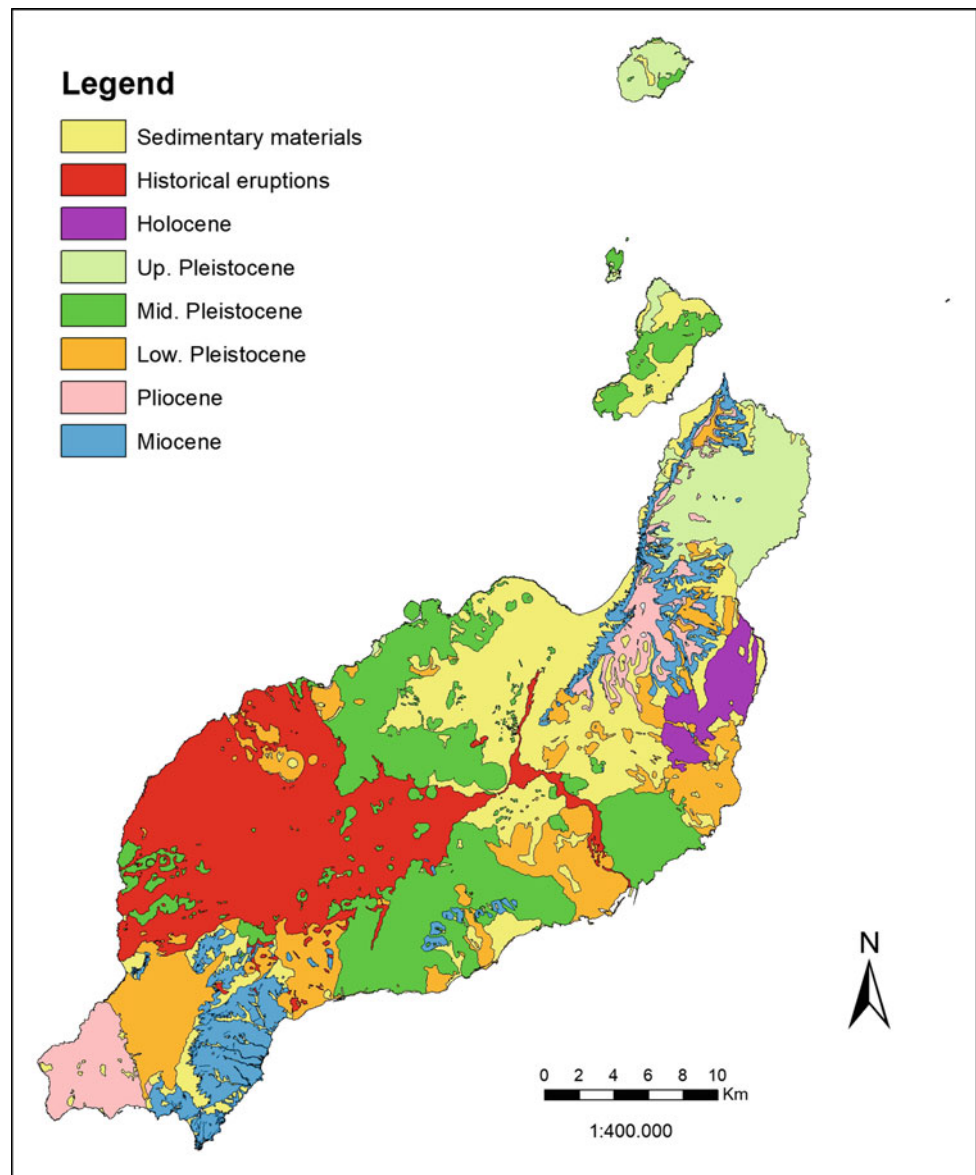 Legend
Sedimentary materials
Historical eruptions
Holocene
Up. Pleistocene
Mid. Pleistocene
Low. Pleistocene
Pliocene
Miocene
N
0 2 4 6 8 10
Km
1:400.000